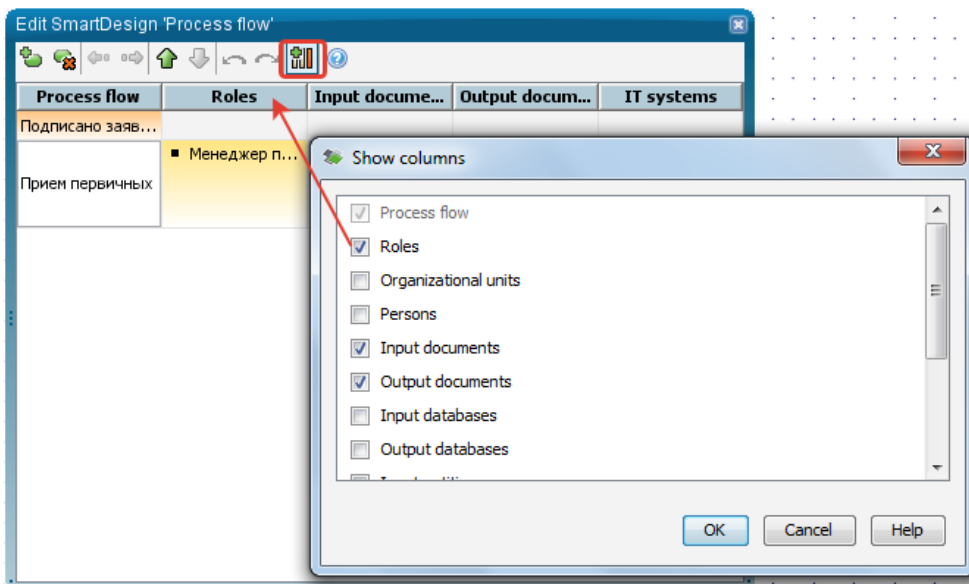 Edit SmartDesign 'Process flow'
Process flow Roles Input docume... Output docum... IT systems
Подписано заяв...
Менеджер п...
Прием первичных
Show columns
Process flow
Roles
Organizational units
Persons
Input documents
Output documents
Input databases
Output databases
OK Cancel Help